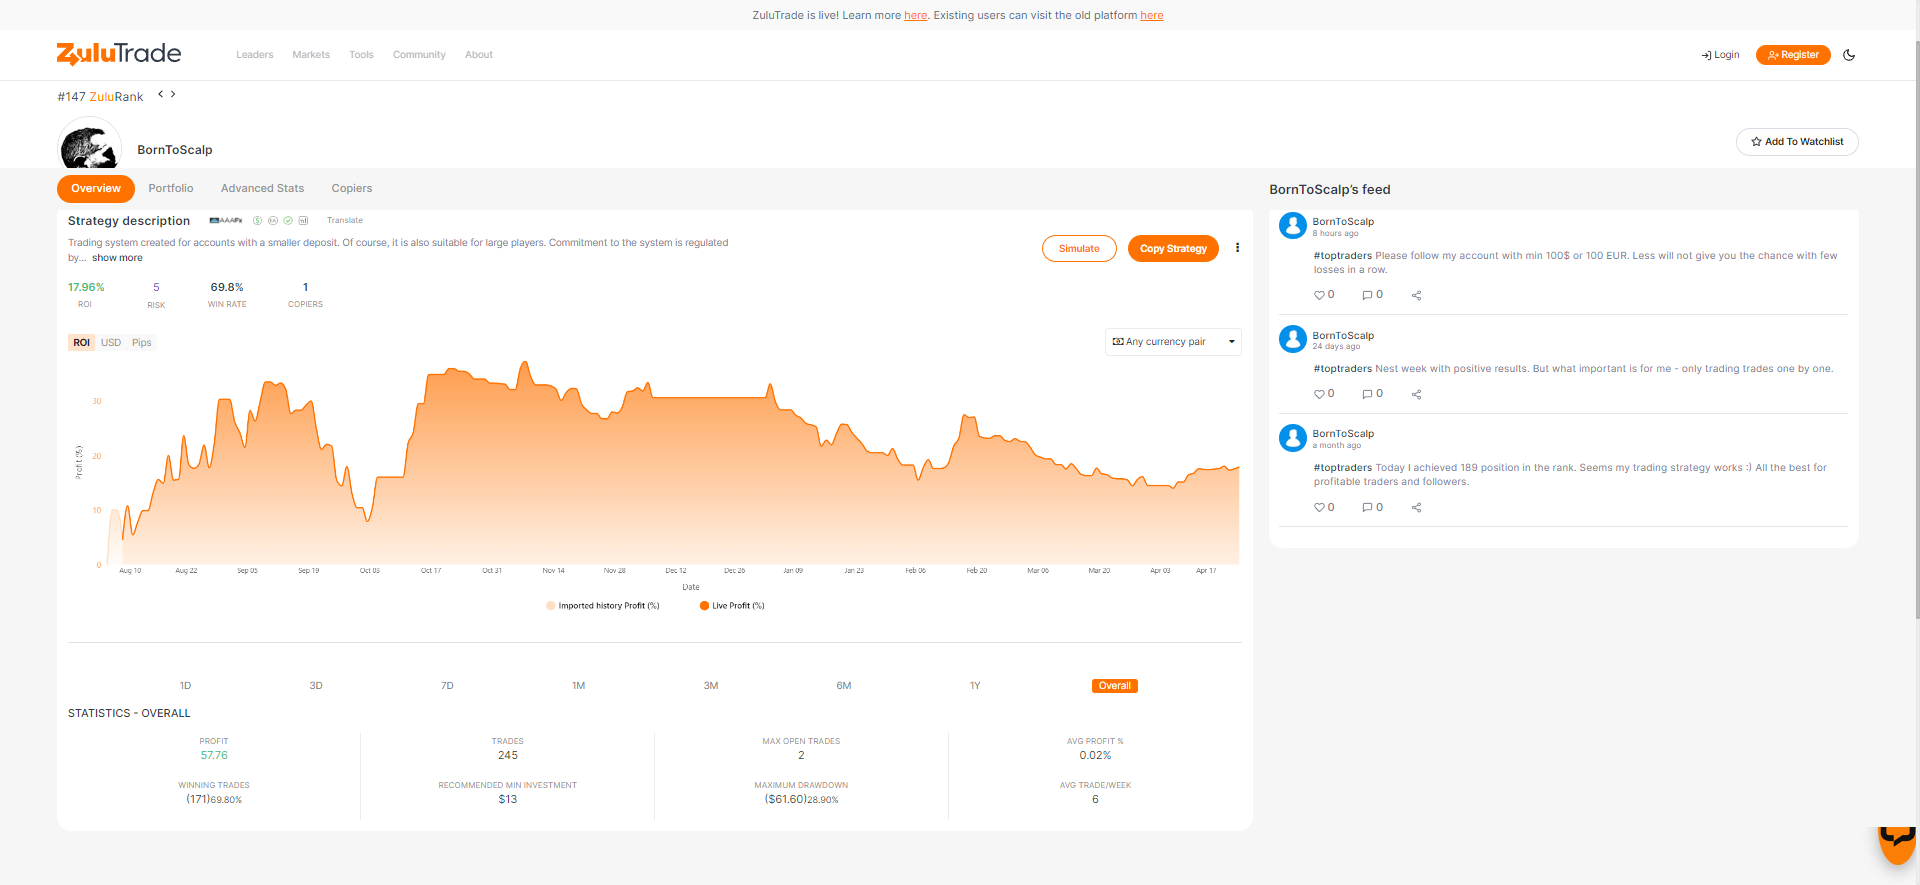 ZuluTrade is live! Learn more here. Existing users can visit the old platform here
ZuluTrade
Leaders
Markets
Tools
Community
About
Login
Register
#147 ZuluRank
BornToScalp
Add To Watchlist
Overview
Portfolio
Advanced Stats
Copiers
Strategy description
AAAFx
Translate
Trading system created for accounts with a smaller deposit. Of course, it is also suitable for large players. Commitment to the system is regulated
by... show more
Simulate
Copy Strategy
17.96%
5
69.8%
1
ROI
RISK
WIN RATE
COPIERS
ROI
USD
Pips
Any currency pair
Profit (%)
30
20
10
0
Aug 10
Aug 22
Sep 05
Sep 19
Oct 03
Oct 17
Oct 31
Nov 14
Nov 28
Dec 12
Dec 26
Jan 09
Jan 23
Feb 06
Feb 20
Mar 06
Mar 20
Apr 03
Apr 17
Date
Imported history Profit (%)
Live Profit (%)
1D
3D
7D
1M
3M
6M
1Y
Overall
STATISTICS - OVERALL
PROFIT
57.76
TRADES
245
MAX OPEN TRADES
2
AVG PROFIT %
0.02%
WINNING TRADES
(171)69.80%
RECOMMENDED MIN INVESTMENT
$13
MAXIMUM DRAWDOWN
($61.60)28.90%
AVG TRADE/WEEK
6
BornToScalp's feed
BornToScalp
8 hours ago
#toptraders Please follow my account with min 100$ or 100 EUR. Less will not give you the chance with few
losses in a row.
0
0
BornToScalp
24 days ago
#toptraders Nest week with positive results. But what important is for me - only trading trades one by one.
0
0
BornToScalp
a month ago
#toptraders Today I achieved 189 position in the rank. Seems my trading strategy works :) All the best for
profitable traders and followers.
0
0